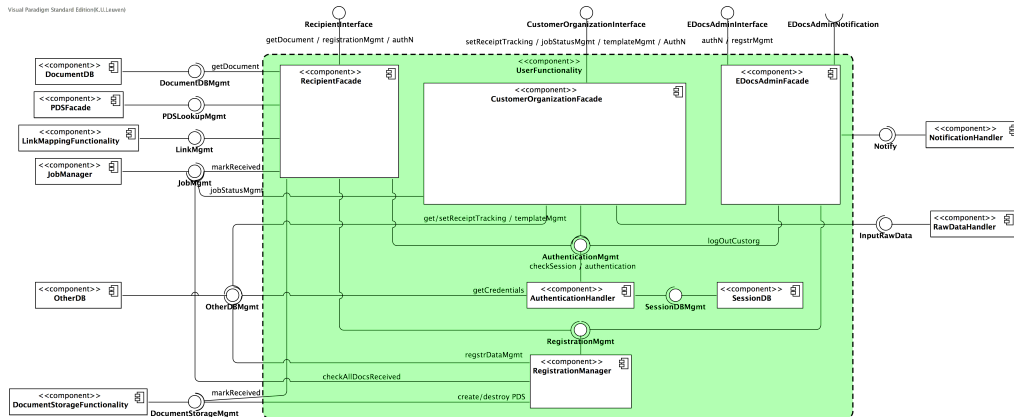 Visual Paradigm Standard Edition(K.U.Leuven)
RecipientInterface
CustomerOrganizationInterface
EDocsAdminInterface
EDocsAdminNotification
getDocument / registrationMgmt / authN
setReceiptTracking / jobStatusMgmt / templateMgmt / AuthN
authN / regstrMgmt
<<component>>
UserFunctionality
<<component>>
DocumentDB
getDocument
DocumentDBMgmt
<<component>>
RecipientFacade
<<component>>
CustomerOrganizationFacade
<<component>>
EDocsAdminFacade
<<component>>
PDSFacade
PDSLookupMgmt
<<component>>
LinkMappingFunctionality
LinkMgmt
Notify
<<component>>
NotificationHandler
<<component>>
JobManager
markReceived
JobMgmt
jobStatusMgmt
get/setReceiptTracking / templateMgmt
InputRawData
<<component>>
RawDataHandler
logOutCustorg
AuthenticationMgmt
checkSession / authentication
<<component>>
OtherDB
OtherDBMgmt
getCredentials
<<component>>
AuthenticationHandler
SessionDBMgmt
<<component>>
SessionDB
RegistrationMgmt
regstrDataMgmt
<<component>>
RegistrationManager
checkAllDocsReceived
<<component>>
DocumentStorageFunctionality
markReceived
DocumentStorageMgmt
create/destroy PDS